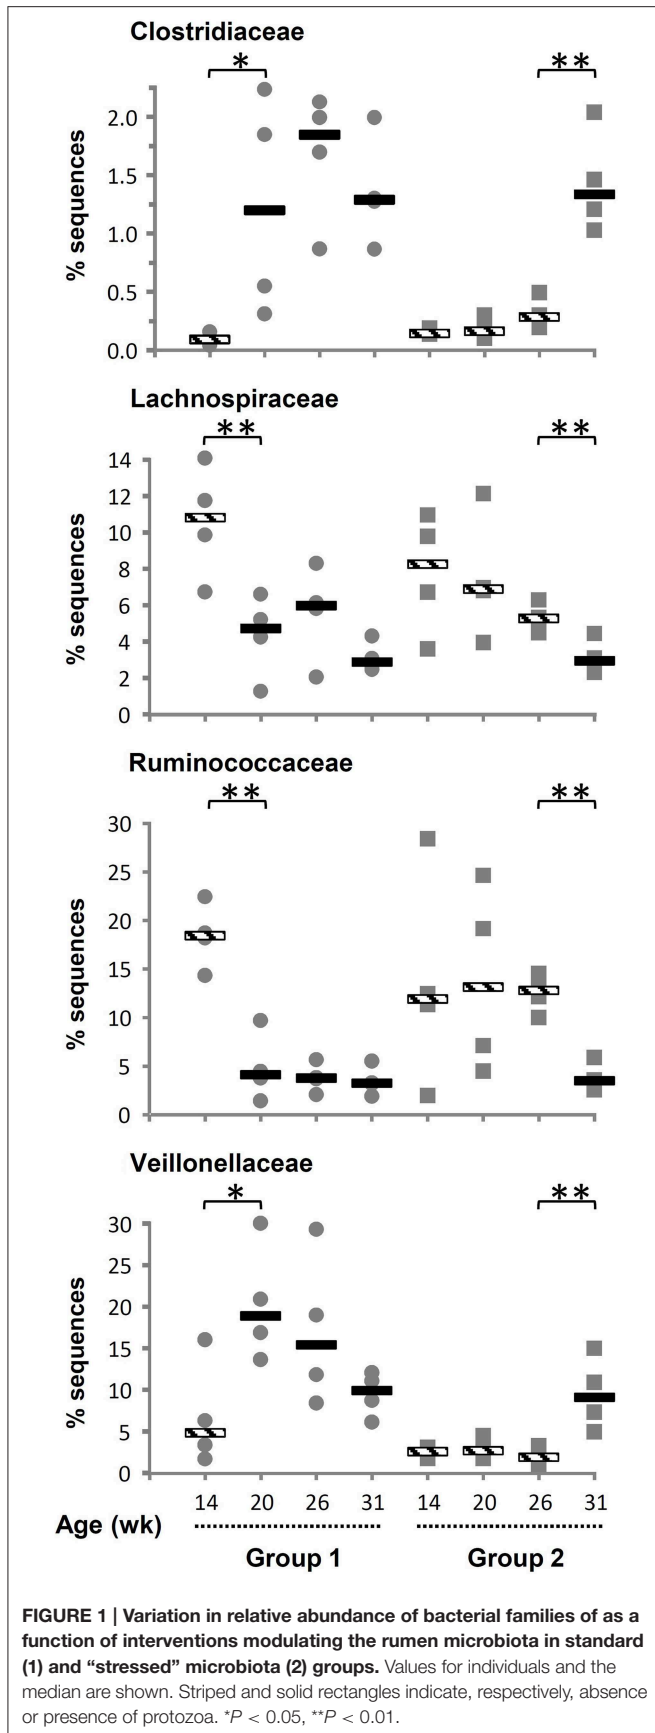 Clostridiaceae
*
**
2.0
1.5
1.0
0.5
0.0
% sequences
Lachnospiraceae
**
**
14
12
10
8
6
4
2
0
% sequences
Ruminococcaceae
**
**
30
25
20
15
10
5
0
% sequences
Veillonellaceae
*
**
30
25
20
15
10
5
0
% sequences
14 20 26 31 14 20 26 31
Age (wk)
Group 1 Group 2
FIGURE 1 | Variation in relative abundance of bacterial families of as a
function of interventions modulating the rumen microbiota in standard
(1) and “stressed” microbiota (2) groups. Values for individuals and the
median are shown. Striped and solid rectangles indicate, respectively, absence
or presence of protozoa. *P < 0.05, **P < 0.01.